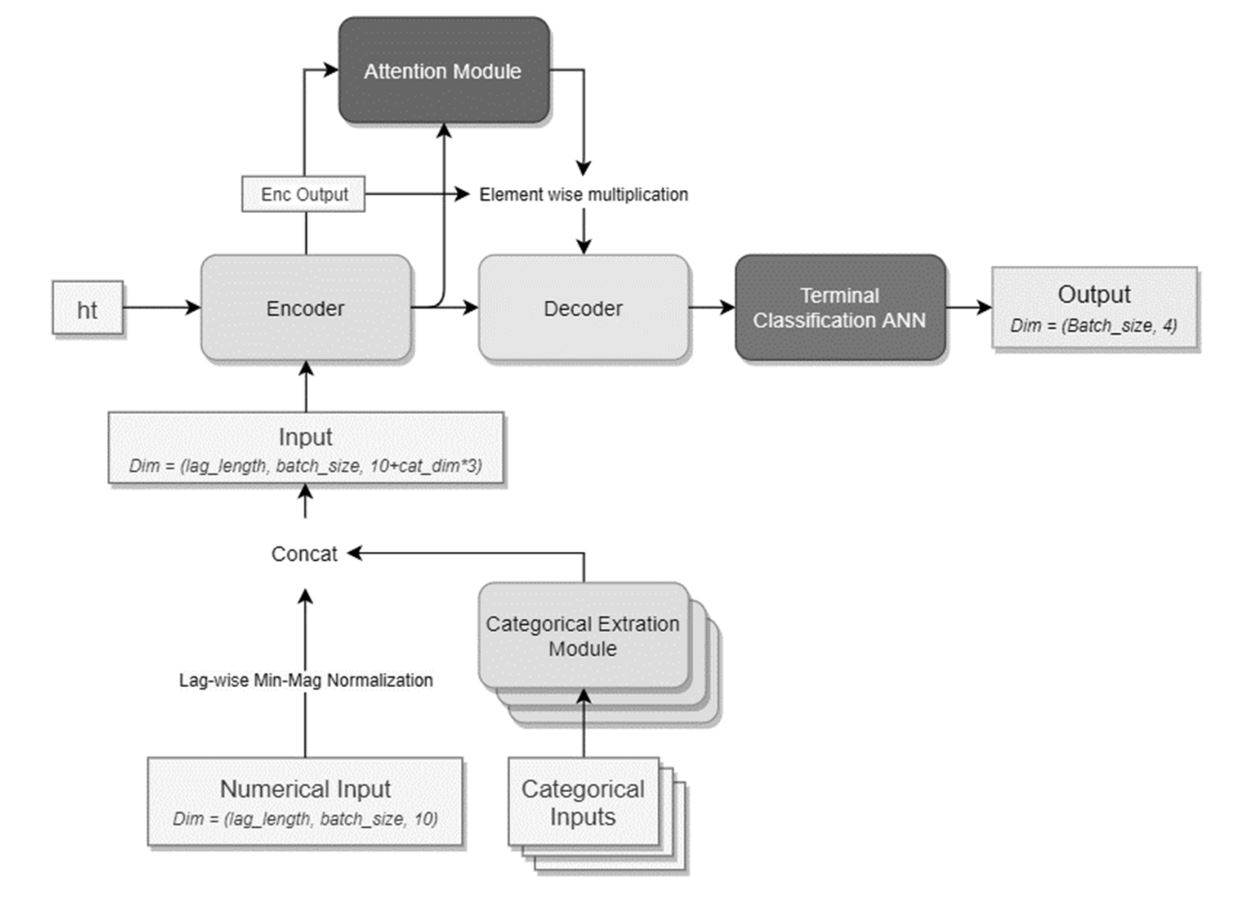 Attention Module
Enc Output
Element wise multiplication
ht
Encoder
Decoder
Terminal
Classification ANN
Output
Dim = (Batch_size, 4)
Input
Dim = (lag_length, batch_size, 10+cat_dim*3)
Concat
Categorical Extration
Module
Lag-wise Min-Mag Normalization
Numerical Input
Dim = (lag_length, batch_size, 10)
Categorical
Inputs